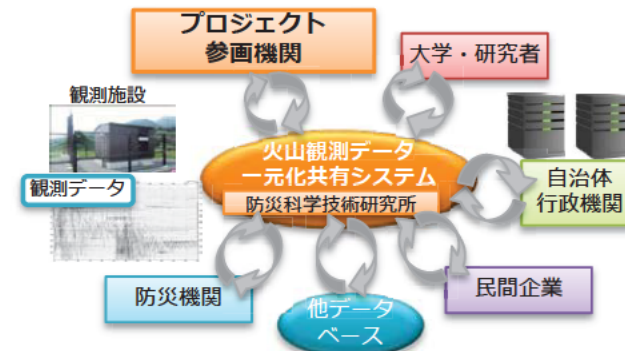 プロジェクト
参画機関
大学・研究者
観測施設
火山観測データ
一元化共有システム
防災科学技術研究所
観測データ
自治体
行政機関
防災機関
他データ
ベース
民間企業